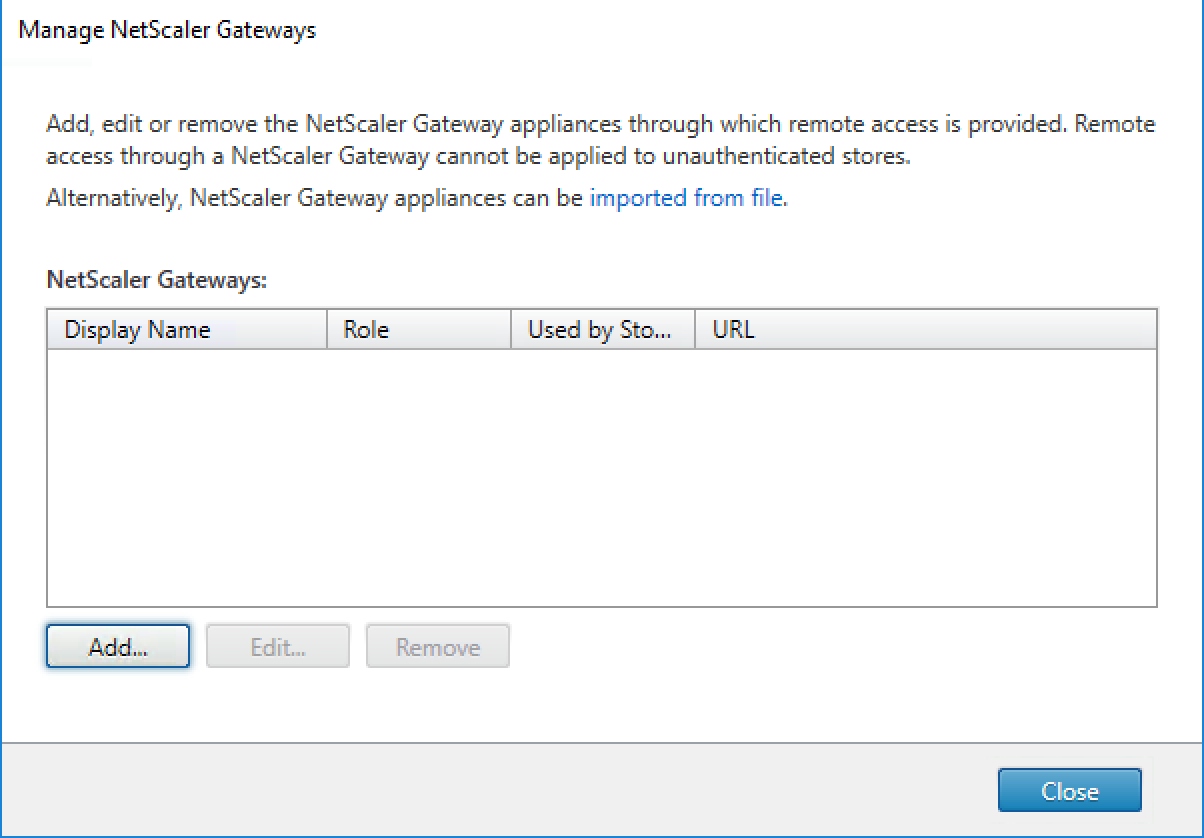 Manage NetScaler Gateways
Add, edit or remove the NetScaler Gateway appliances through which remote access is provided. Remote
access through a NetScaler Gateway cannot be applied to unauthenticated stores.
Alternatively, NetScaler Gateway appliances can be imported from file.
NetScaler Gateways:
Display Name Role Used by Sto... URL
Add... Edit... Remove
Close